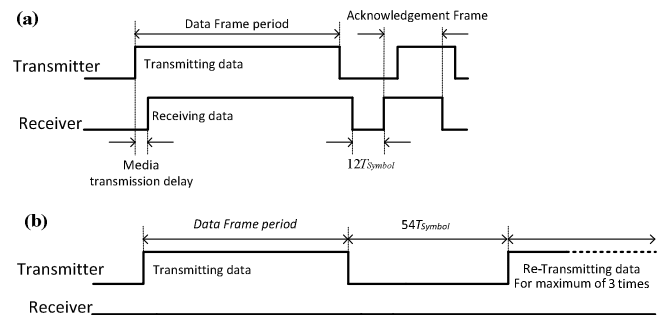 (a)
Data Frame period
Acknowledgement Frame
Transmitter
Transmitting data
Receiver
Receiving data
Media
transmission delay
12TSymbol
(b)
Data Frame period
54TSymbol
Transmitter
Transmitting data
Re-Transmitting data
For maximum of 3 times
Receiver